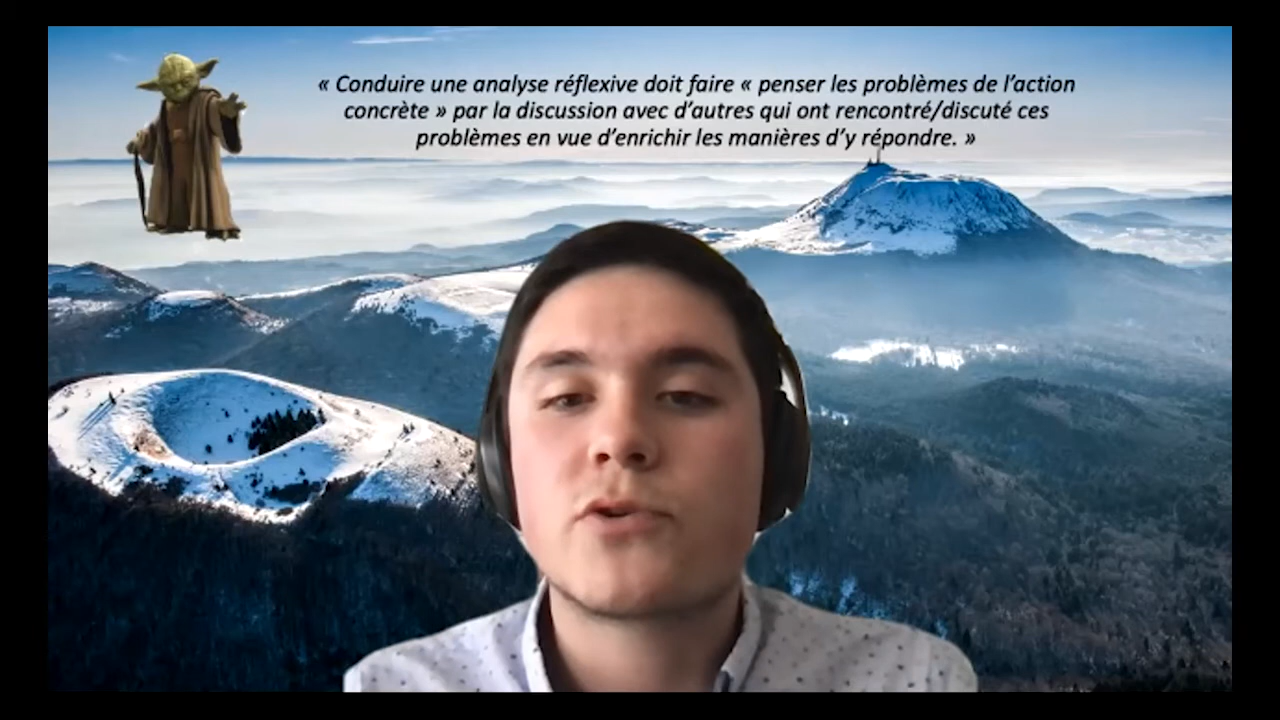 « Conduire une analyse réflexive doit faire « penser les problèmes de l’action
concrète » par la discussion avec d’autres qui ont rencontré/discuté ces
problèmes en vue d’enrichir les manières d’y répondre. »